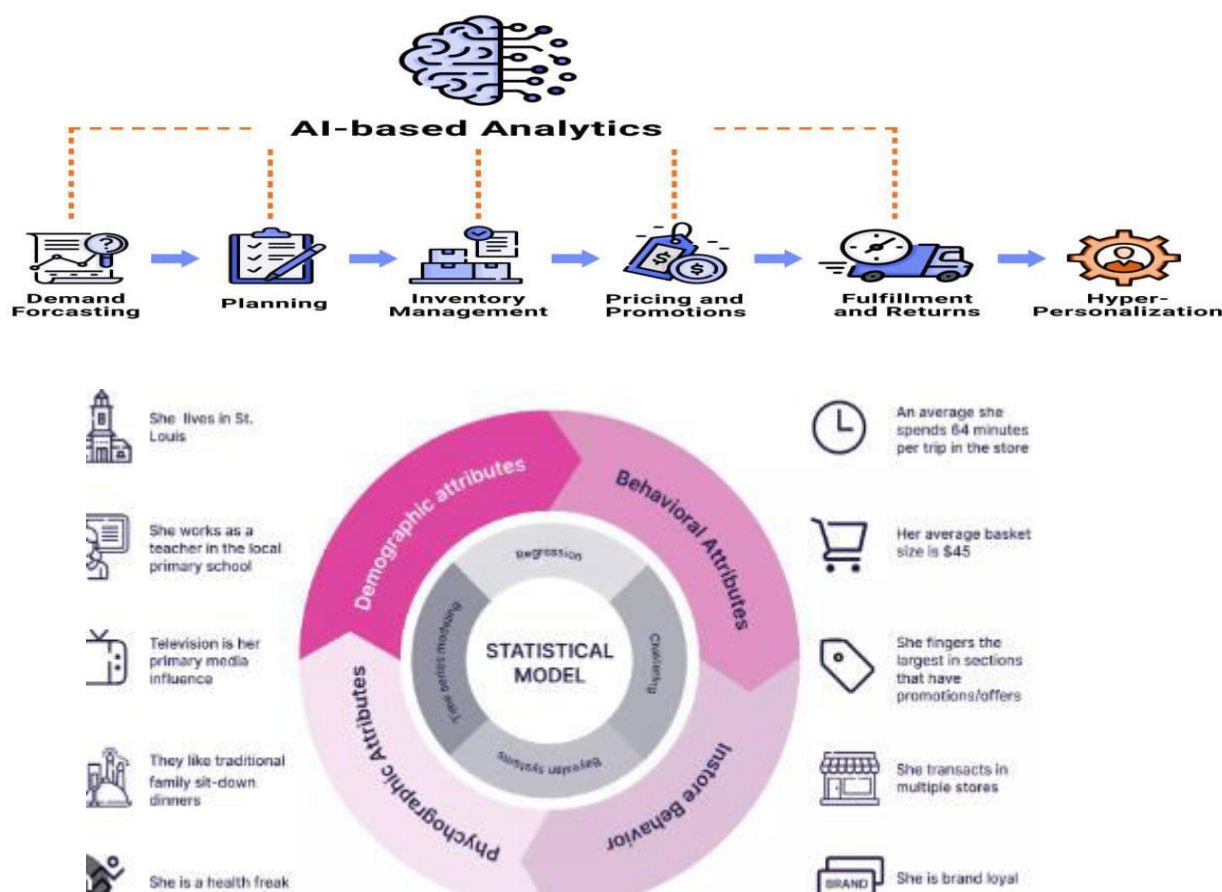 AI-based Analytics
Demand
Forcasting
Planning
Inventory
Management
Pricing and
Promotions
Fulfillment
and Returns
Hyper-
Personalization
She lives in St.
Louis
She works as a
teacher in the local
primary school
Television is her
primary media
influence
They like traditional
family sit-down
dinners
She is a health freak
Demographic attributes
Behavioral Attributes
Instore Behavior
Phychographic Attributes
Regression
Clustering
Bayesian systems
Time series modeling
STATISTICAL
MODEL
An average she
spends 64 minutes
per trip in the store
Her average basket
size is $45
She fingers the
largest in sections
that have
promotions/offers
She transacts in
multiple stores
BRAND
She is brand loyal